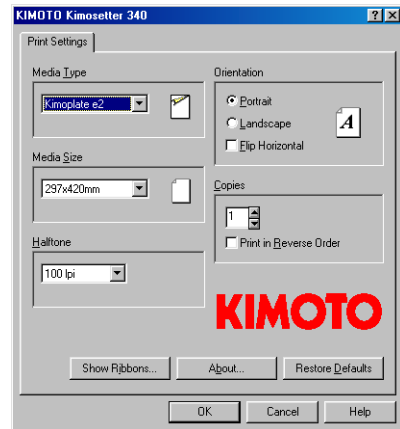 KIMOTO Kimosetter 340
Print Settings
Media Type
Kimoplate e2
Media Size
297x420mm
Halftone
100 lpi
Orientation
Portrait
Landscape
Flip Horizontal
A
Copies
1
Print in Reverse Order
KIMOTO
Show Ribbons... About... Restore Defaults
OK Cancel Help